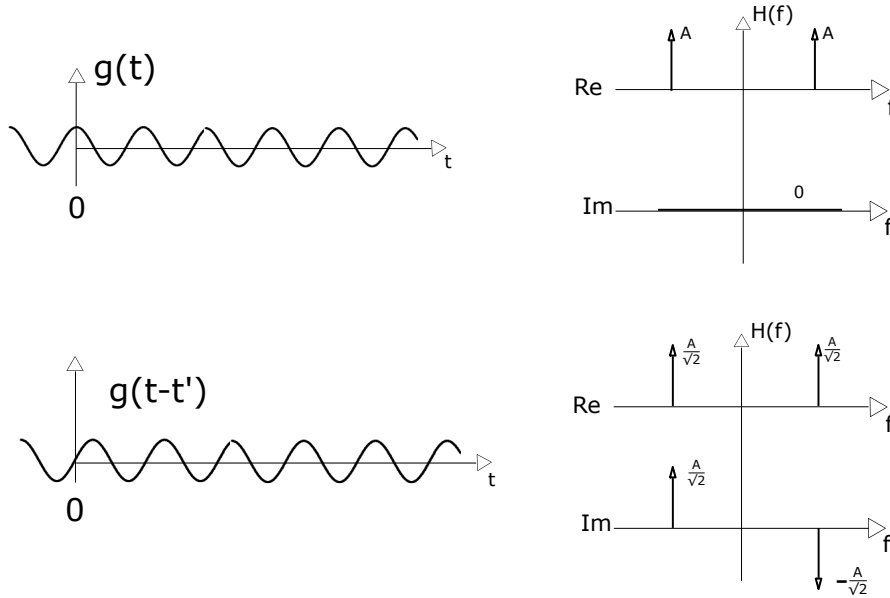 g(t)
t
0
H(f)
A
A
Re
f
Im
0
f
g(t-t')
t
0
H(f)
A/√2
A/√2
Re
f
A/√2
Im
f
-A/√2